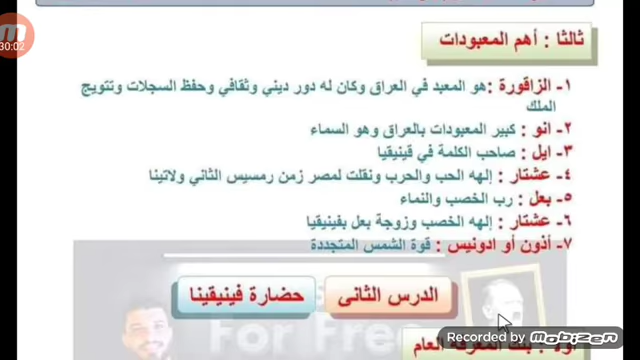 30:02
ثالثا : أهم المعبودات
١- الزاقورة : هو المعبد في العراق وكان له دور ديني وثقافي وحفظ السجلات وتتويج
الملك
٢- انو : كبير المعبودات بالعراق وهو السماء
٣- ايل : صاحب الكلمة في فينيقيا
٤- عشتار : إلهه الحب والحرب ونقلت لمصر زمن رمسيس الثاني ولاتينا
٥- بعل : رب الخصب والنماء
٦- عشتار : إلهه الخصب وزوجة بعل بفينيقيا
٧- أذون أو ادونيس : قوة الشمس المتجددة
الدرس الثانى
حضارة فينيقينا
For Free
Recorded by mobizen